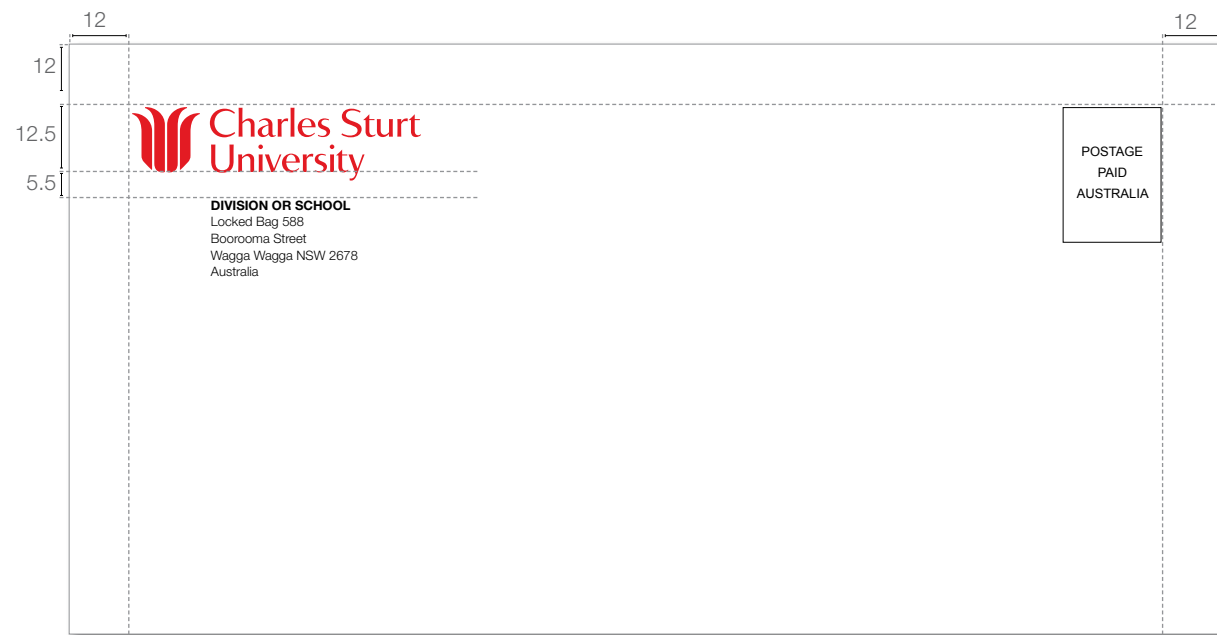 12
12
12
12.5
5.5
Charles Sturt
University
DIVISION OR SCHOOL
Locked Bag 588
Boorooma Street
Wagga Wagga NSW 2678
Australia
POSTAGE
PAID
AUSTRALIA